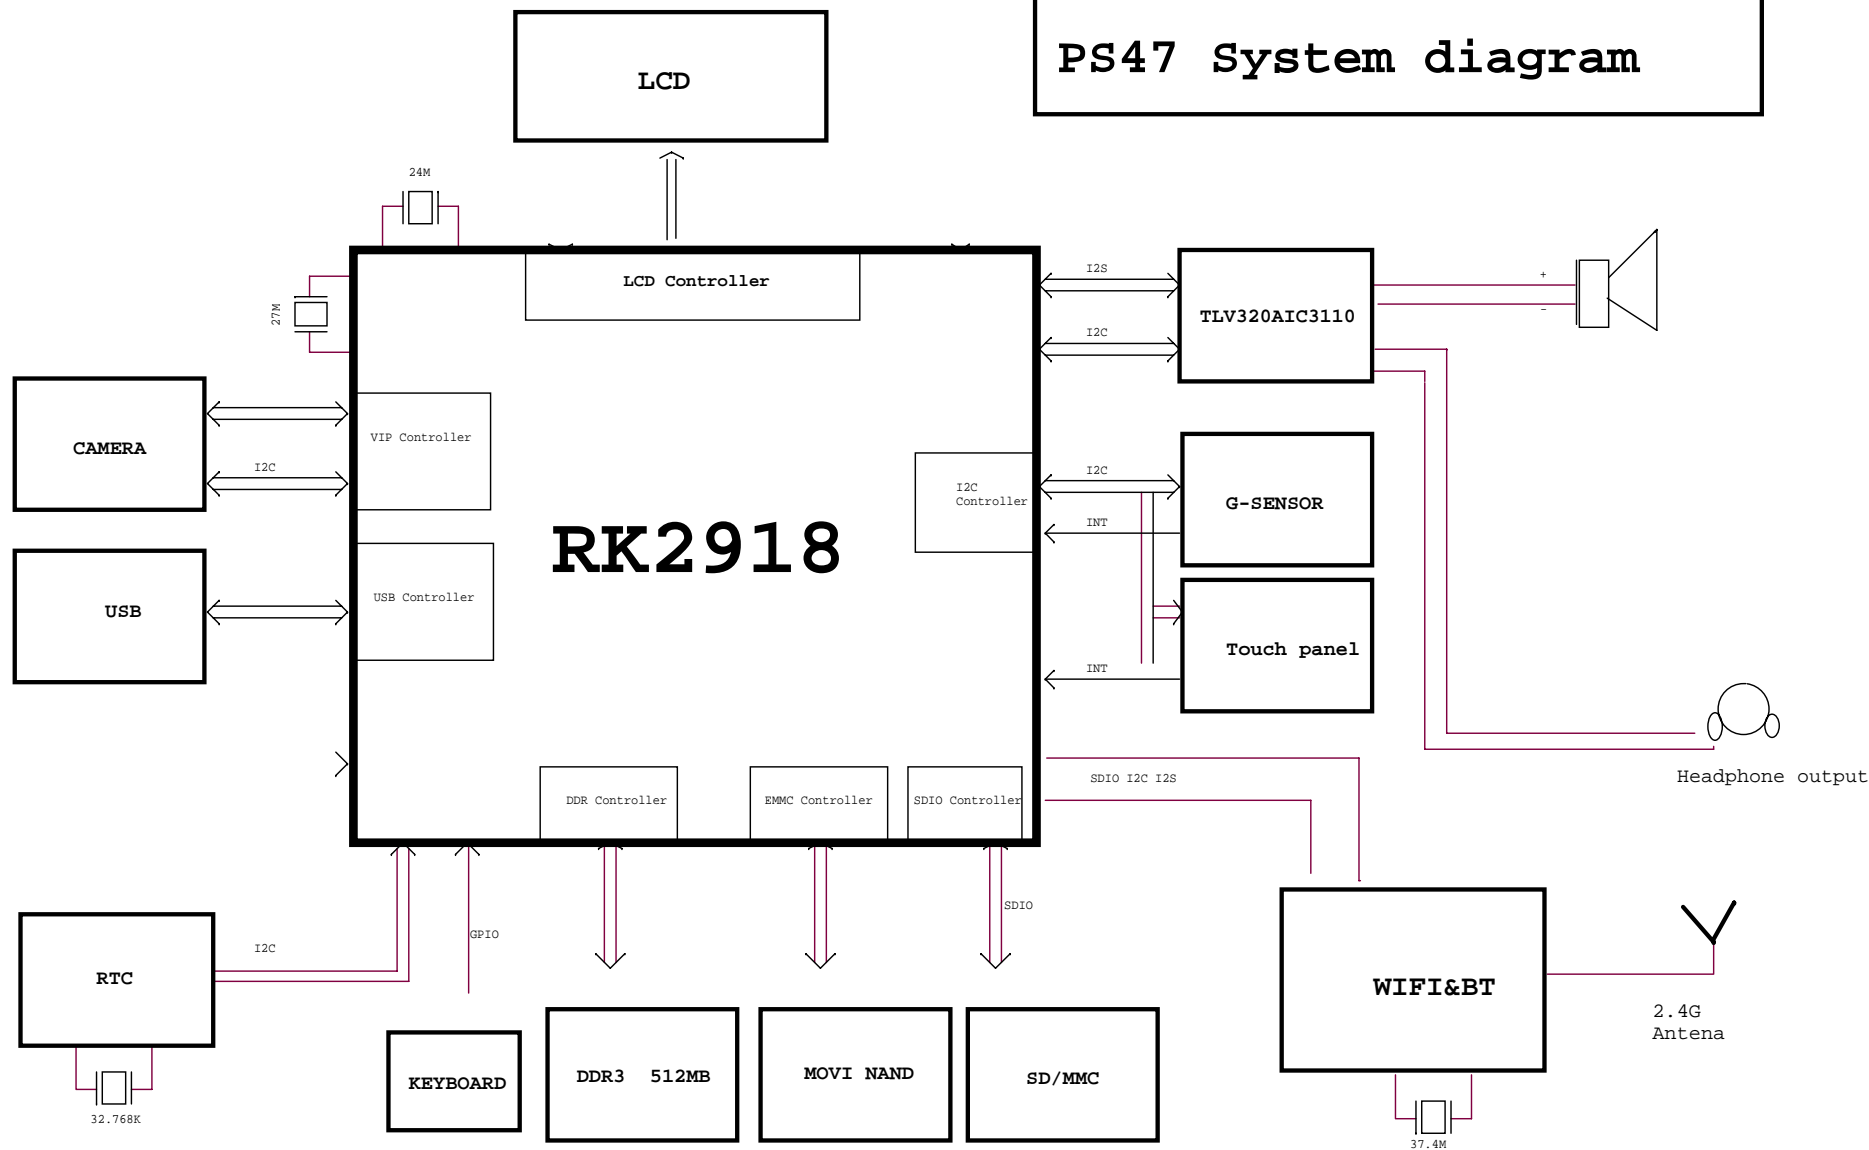 PS47 System diagram
LCD
24M
27M
LCD Controller
I2S
I2C
TLV320AIC3110
+
-
CAMERA
I2C
VIP Controller
I2C
Controller
I2C
INT
G-SENSOR
RK2918
USB
USB Controller
Touch panel
INT
Headphone output
DDR Controller
EMMC Controller
SDIO Controller
SDIO I2C I2S
RTC
I2C
GPIO
SDIO
WIFI&BT
2.4G
Antena
KEYBOARD
DDR3 512MB
MOVI NAND
SD/MMC
32.768K
37.4M